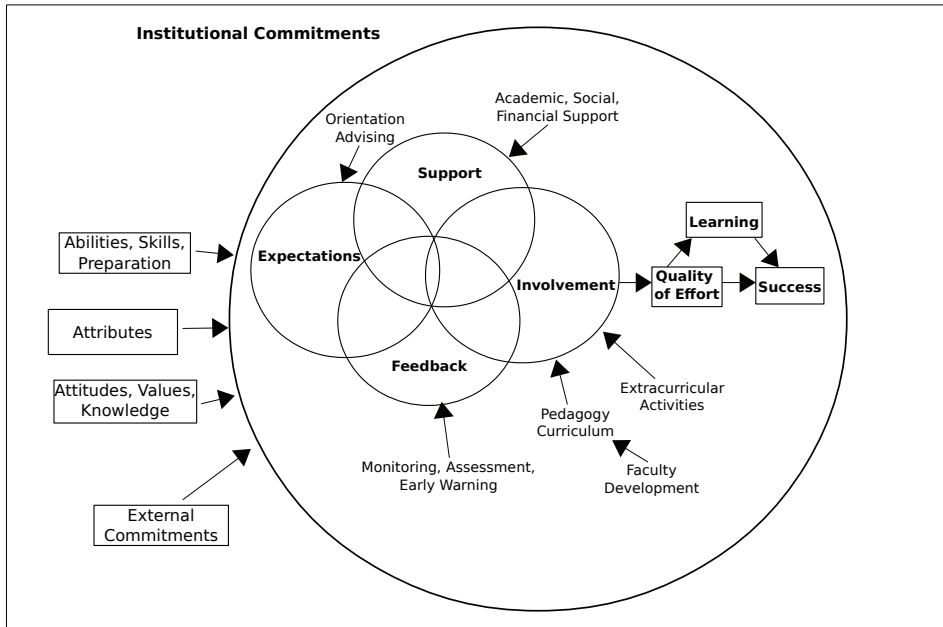 Institutional Commitments
Academic, Social,
Financial Support
Orientation
Advising
Support
Learning
Abilities, Skills,
Preparation
Expectations
Involvement
Quality
of Effort
Success
Attributes
Feedback
Attitudes, Values,
Knowledge
Extracurricular
Activities
Pedagogy
Curriculum
Monitoring, Assessment,
Early Warning
Faculty
Development
External
Commitments